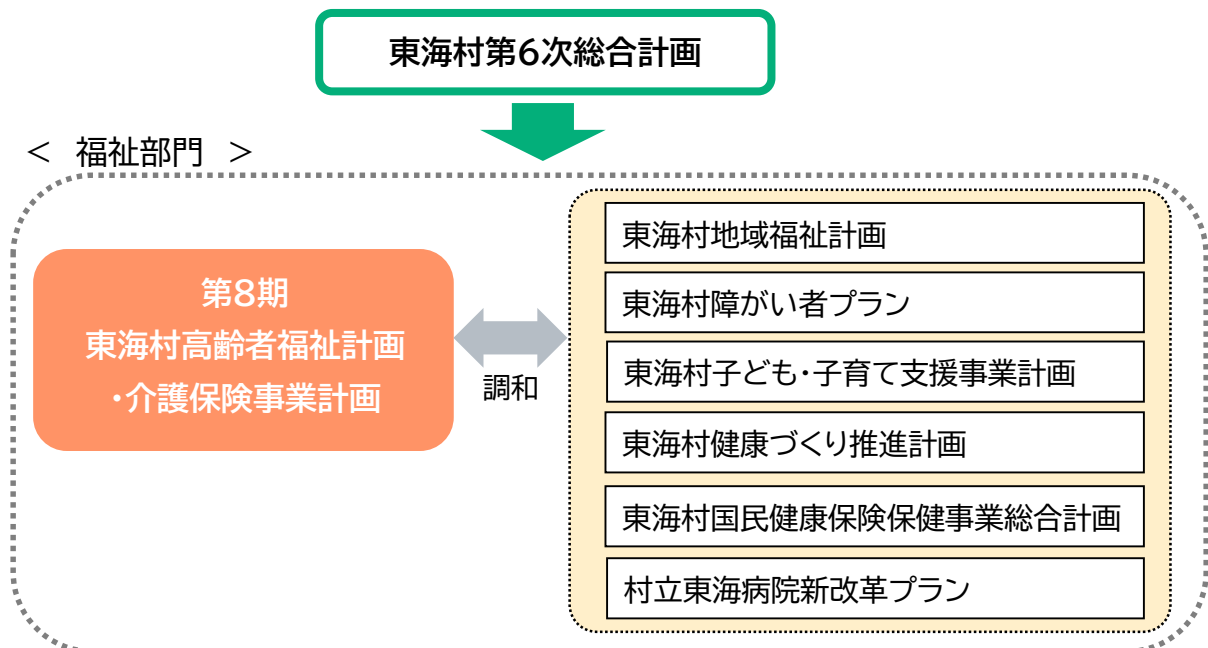 東海村第6次総合計画
＜ 福祉部門 ＞
第8期
東海村高齢者福祉計画
・介護保険事業計画
調和
東海村地域福祉計画
東海村障がい者プラン
東海村子ども・子育て支援事業計画
東海村健康づくり推進計画
東海村国民健康保険保健事業総合計画
村立東海病院新改革プラン